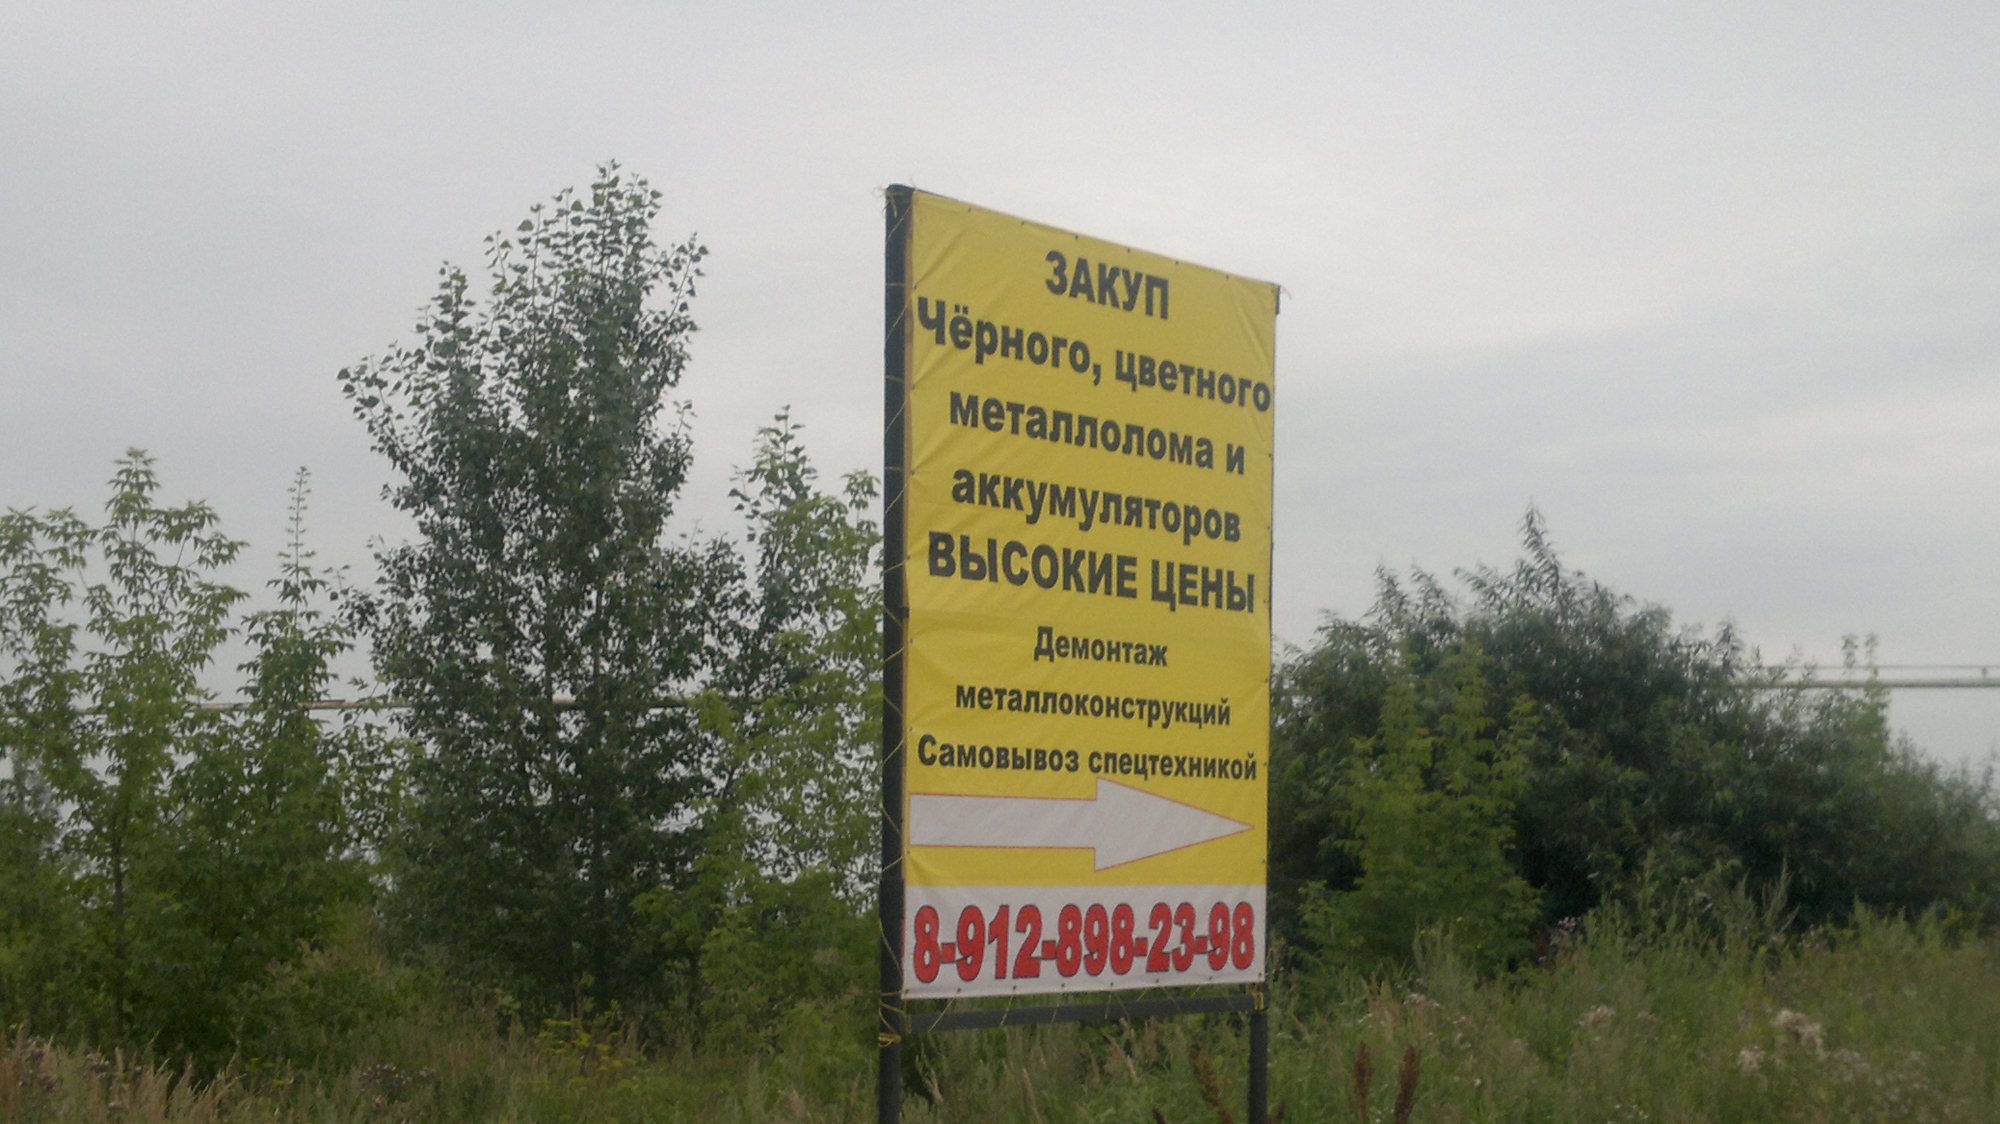 ЗАКУП
Чёрного, цветного
металлолома и
аккумуляторов
ВЫСОКИЕ ЦЕНЫ
Демонтаж
металлоконструкций
Самовывоз спецтехникой
8-912-898-23-98